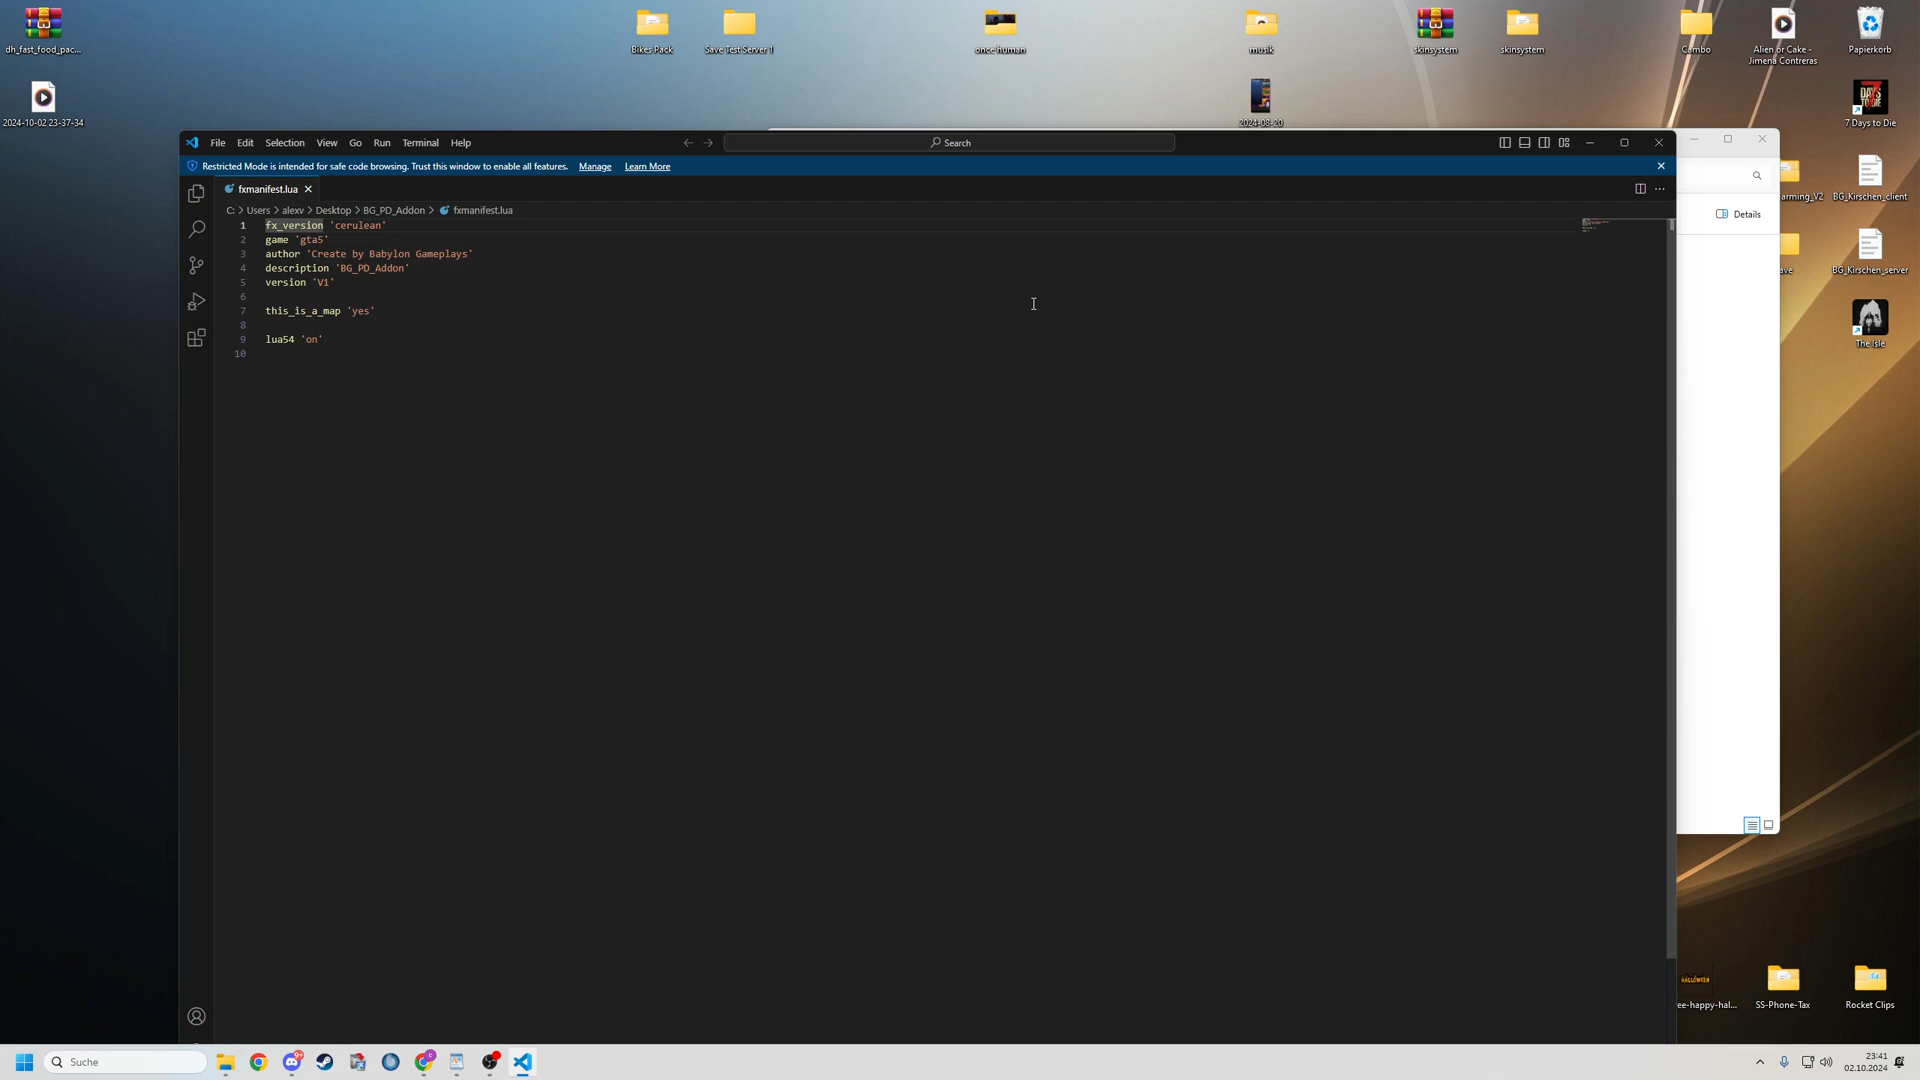 dh_fast_food_pac...
Bikes Pack
Save Test Server 1
once human
musik
skinsystem
skinsystem
Cambo
Alien or Cake -
Jimena Contreras
Papierkorb
2024-10-02 23-37-34
2024-08-20
7 Days to Die
File Edit Selection View Go Run Terminal Help
Search
Restricted Mode is intended for safe code browsing. Trust this window to enable all features. Manage Learn More
fxmanifest.lua
C: > Users > alexv > Desktop > BG_PD_Addon > fxmanifest.lua
1 fx_version 'cerulean'
2 game 'gta5'
3 author 'Create by Babylon Gameplays'
4 description 'BG_PD_Addon'
5 version 'V1'
6
7 this_is_a_map 'yes'
8
9 lua54 'on'
10
Details
arming_V2
BG_Kirschen_client
ave
BG_Kirschen_server
The Isle
HALLOWEEN
ee-happy-hal...
SS-Phone-Tax
Rocket Clips
Suche
9+
23:41
02.10.2024